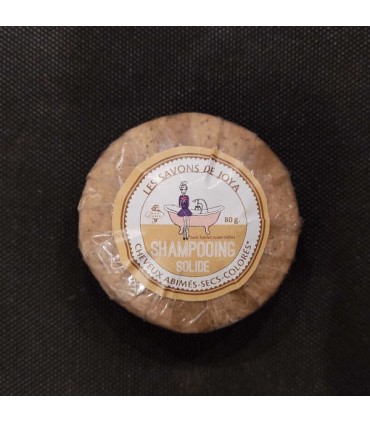 LES SAVONS DE JOYA
80 g
SHAMPOOING
SOLIDE
CHEVEUX ABIMÉS-SECS-COLORÉS*